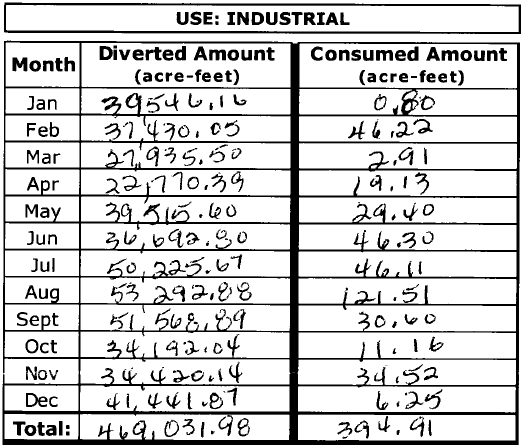 USE: INDUSTRIAL
Month Diverted Amount (acre-feet) Consumed Amount (acre-feet)
Jan 39546.16 0.80
Feb 37,430.05 46.22
Mar 27,935.50 2.91
Apr 22,770.39 19.13
May 39,515.60 29.40
Jun 36,692.80 46.30
Jul 50,225.67 46.11
Aug 53,292.88 121.51
Sept 51,568.89 30.60
Oct 34,192.04 11.16
Nov 34,420.14 34.52
Dec 41,441.87 6.25
Total: 469,031.98 394.91